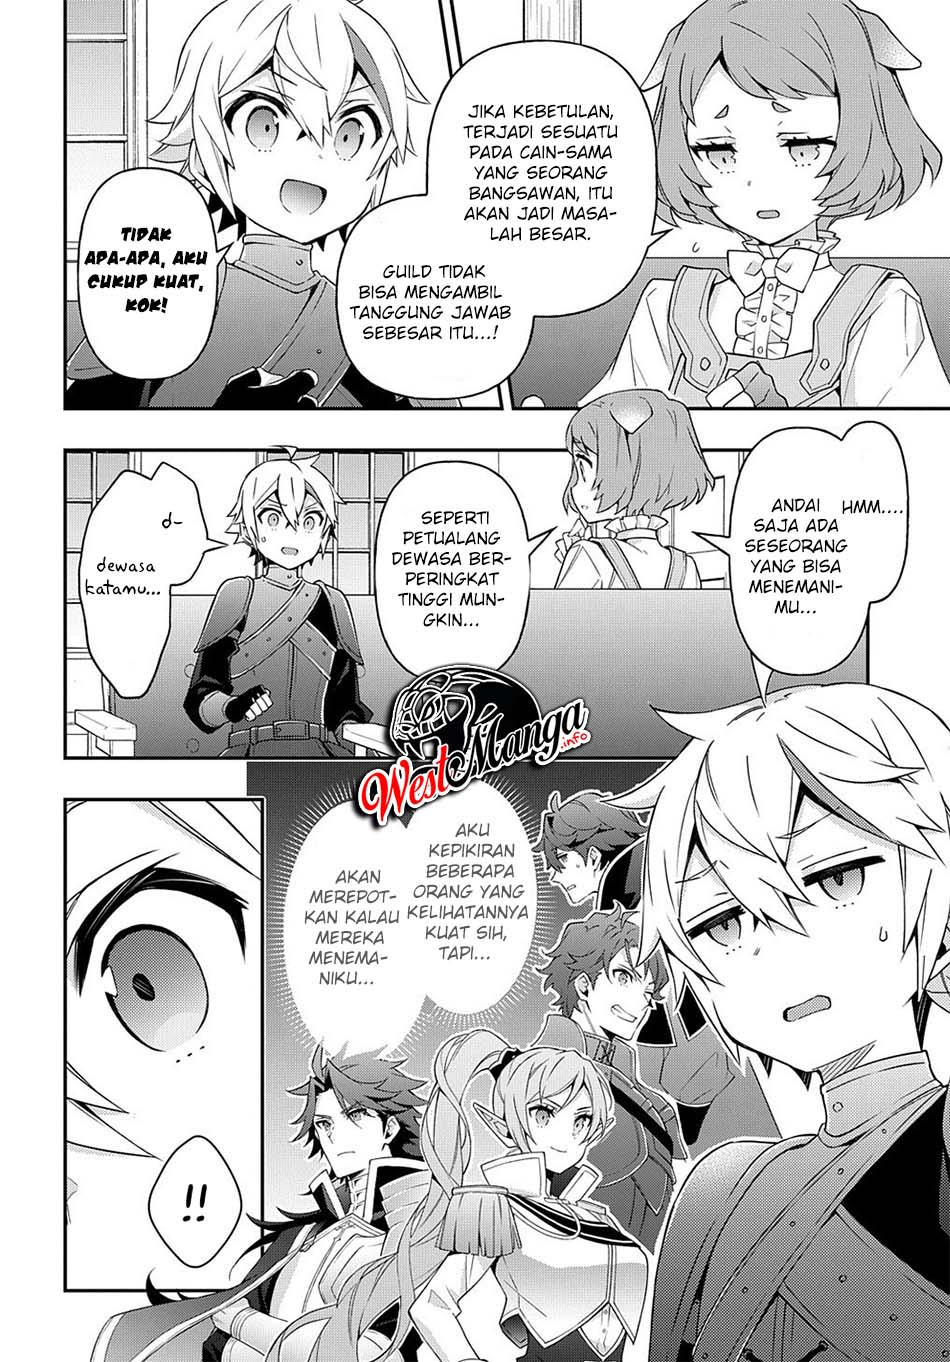 JIKA KEBETULAN,
TERJADI SESUATU
PADA CAIN-SAMA
YANG SEORANG
BANGSAWAN, ITU
AKAN JADI MASA-
LAH BESAR.
GUILD TIDAK
BISA MENGAMBIL
TANGGUNG JAWAB
SEBESAR ITU...!
TIDAK
APA-APA, AKU
CUKUP KUAT,
KOK!
HMM....
ANDAI
SAJA ADA
SESEORANG
YANG BISA
MENEMANI-
MU...
SEPERTI
PETUALANG
DEWASA BER-
PERINGKAT
TINGGI MUN-
GKIN...
d-
dewasa
katamu...
WestManga
.info
AKU
KEPIKIRAN
BEBERAPA
ORANG YANG
KELIHATANNYA
KUAT SIH,
TAPI...
AKAN
MEREPOT-
KAN KALAU
MEREKA
MENEMA-
NIKU...
!!